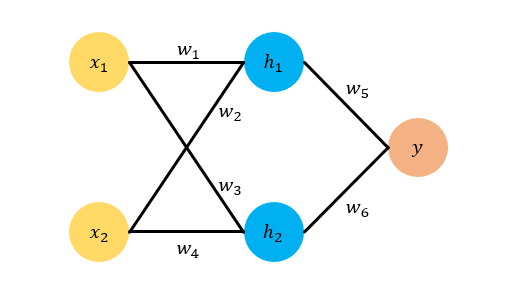 x₁ w₁ h₁
w₂ w₅
y
w₃
x₂ w₄ h₂ w₆